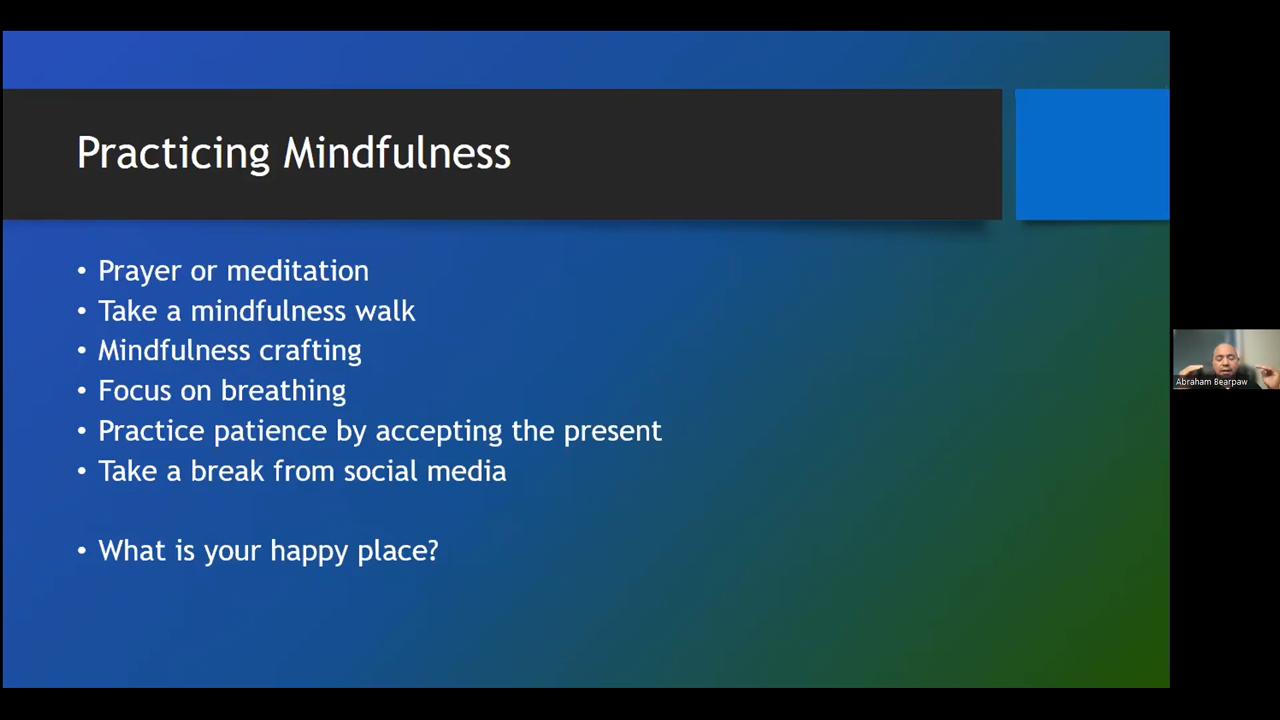 Practicing Mindfulness
• Prayer or meditation
• Take a mindfulness walk
• Mindfulness crafting
• Focus on breathing
• Practice patience by accepting the present
• Take a break from social media
• What is your happy place?
Abraham Bearpaw